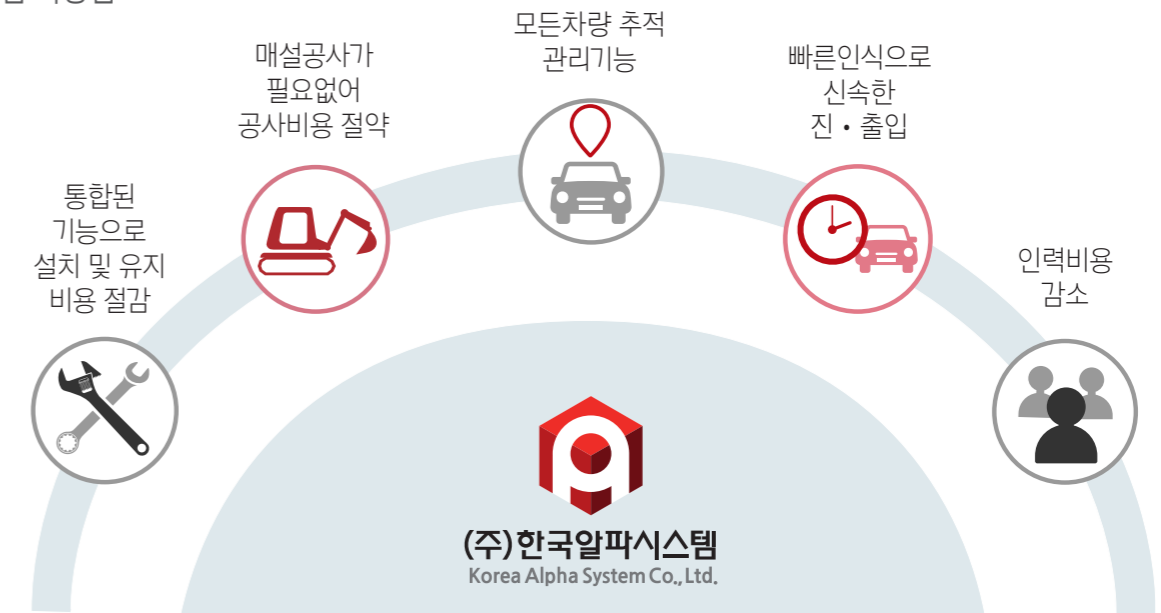 통합된
기능으로
설치 및 유지
비용 절감
매설공사가
필요없어
공사비용 절약
모든차량 추적
관리기능
빠른인식으로
신속한
진・출입
인력비용
감소
(주)한국알파시스템
Korea Alpha System Co., Ltd.